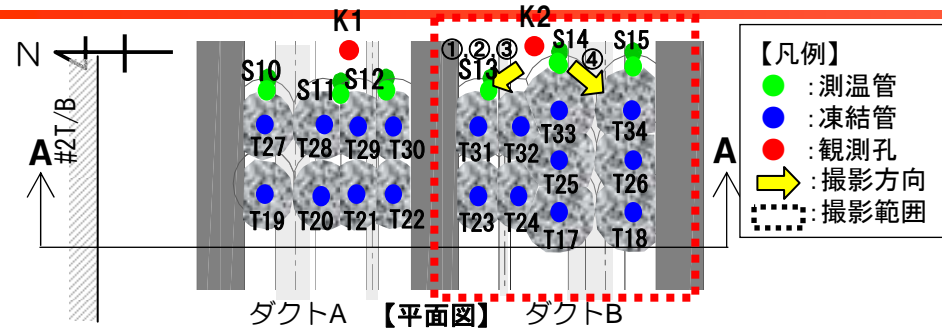 K1
K2
N
#2T/B
① ②,③
④
S10
S11
S12
S13
S14
S15
T27
T28
T29
T30
T31
T32
T33
T34
T25
T26
T19
T20
T21
T22
T23
T24
T17
T18
A
A
ダクトA
【平面図】
ダクトB
【凡例】
:測温管
:凍結管
:観測孔
:撮影方向
:撮影範囲